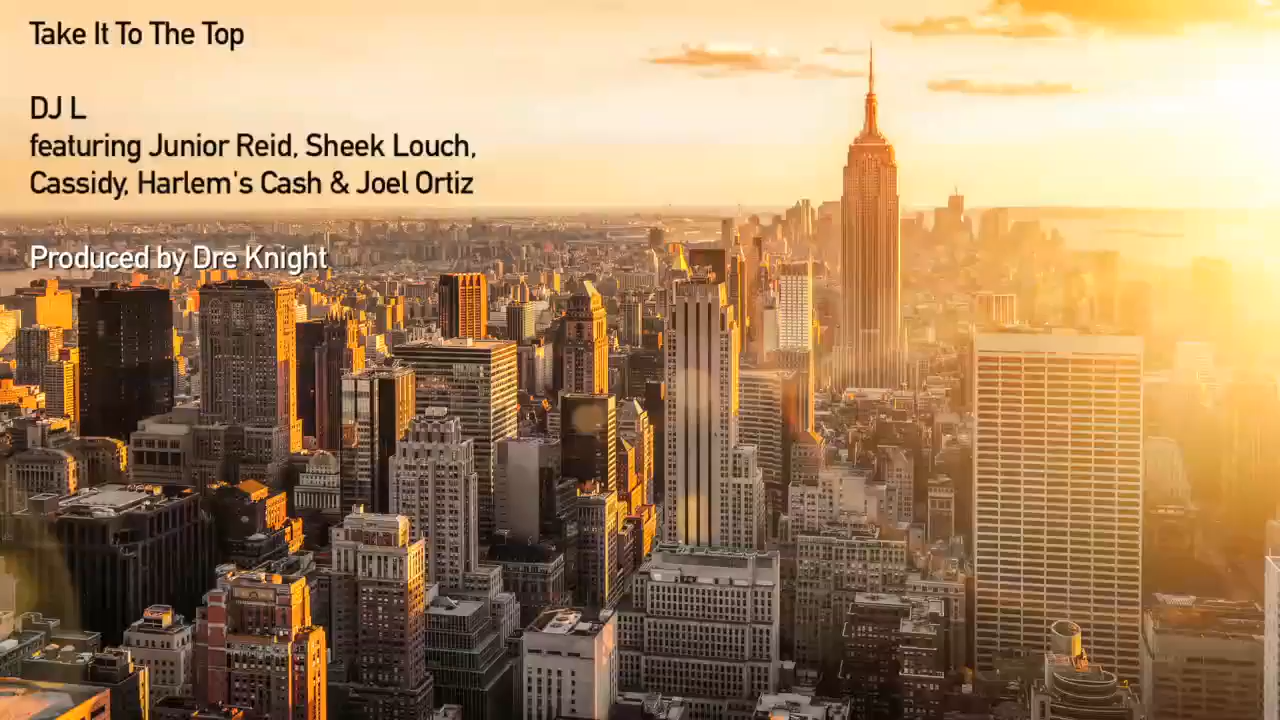 Take It To The Top
DJ L
featuring Junior Reid, Sheek Louch,
Cassidy, Harlem's Cash & Joel Ortiz
Produced by Dre Knight